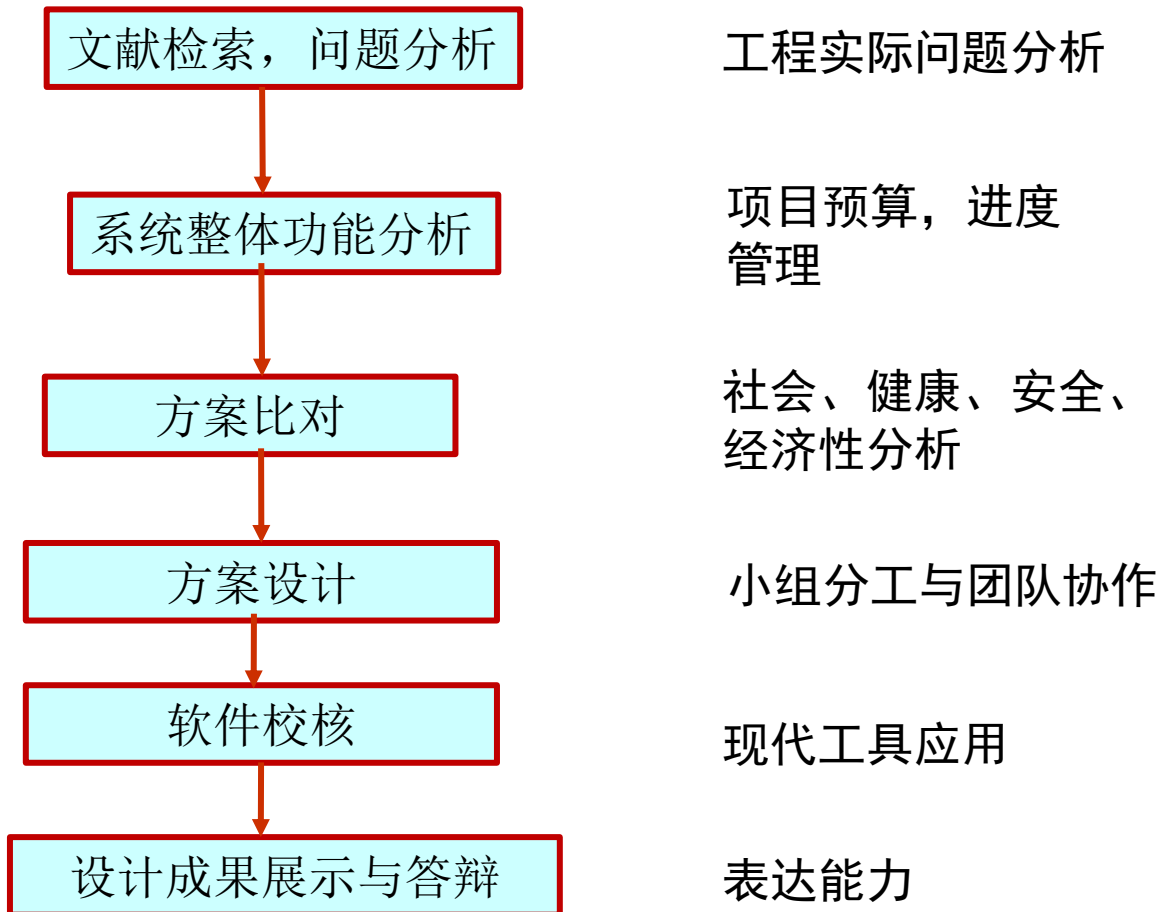 文献检索，问题分析
工程实际问题分析
系统整体功能分析
项目预算，进度
管理
方案比对
社会、健康、安全、
经济性分析
方案设计
小组分工与团队协作
软件校核
现代工具应用
设计成果展示与答辩
表达能力